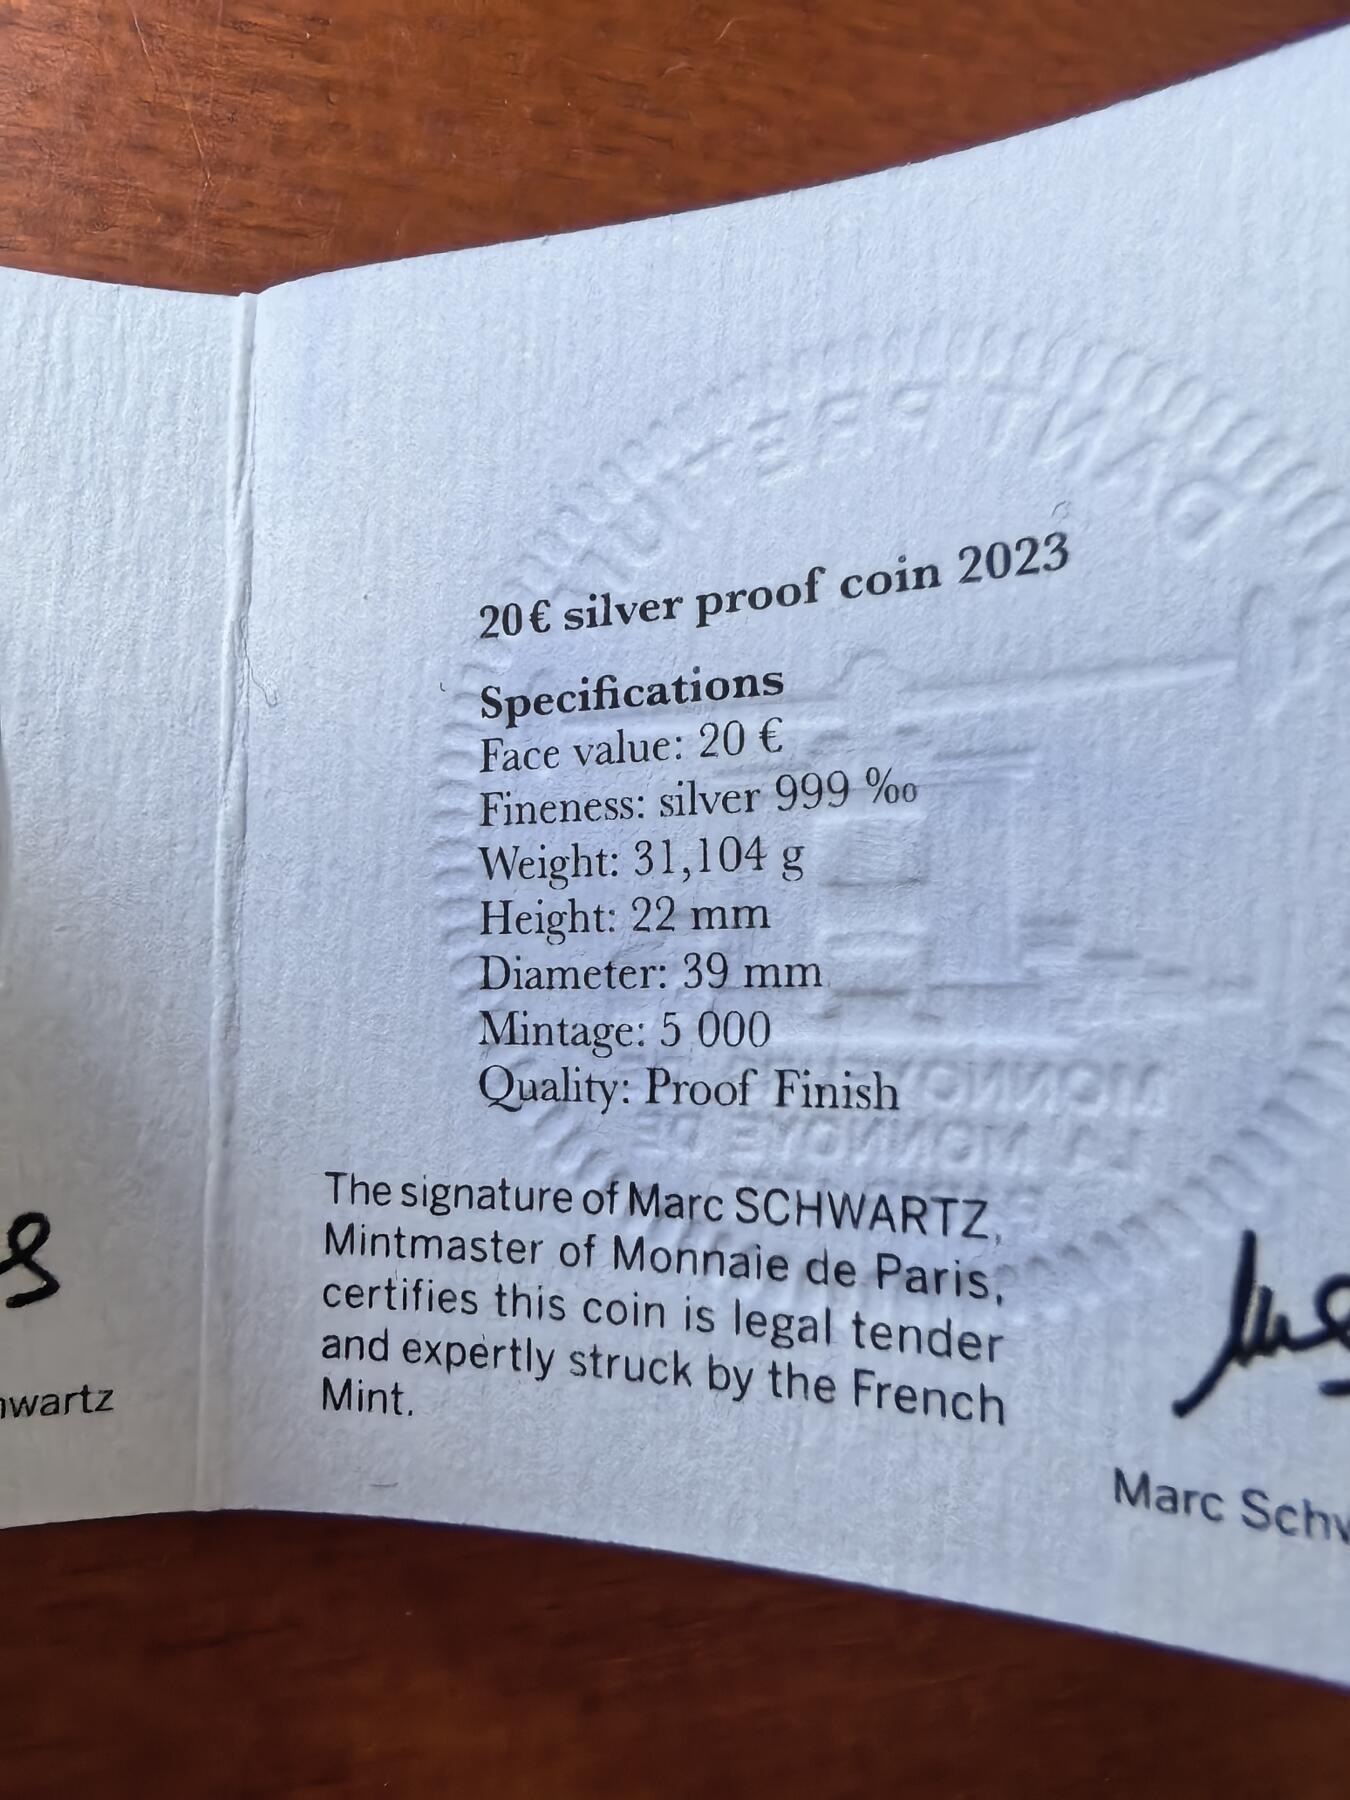 20 € silver proof coin 2023
Specifications
Face value: 20 €
Fineness: silver 999 ‰
Weight: 31,104 g
Height: 22 mm
Diameter: 39 mm
Mintage: 5 000
Quality: Proof Finish
The signature of Marc SCHWARTZ,
Mintmaster of Monnaie de Paris,
certifies this coin is legal tender
and expertly struck by the French
Mint.
hwartz
Marc Schw